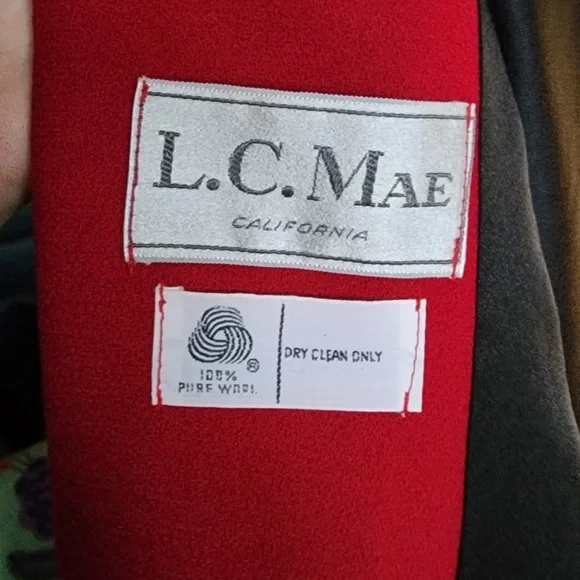 L.C. MAE
CALIFORNIA
®
DRY CLEAN ONLY
100%
PURE WOOL